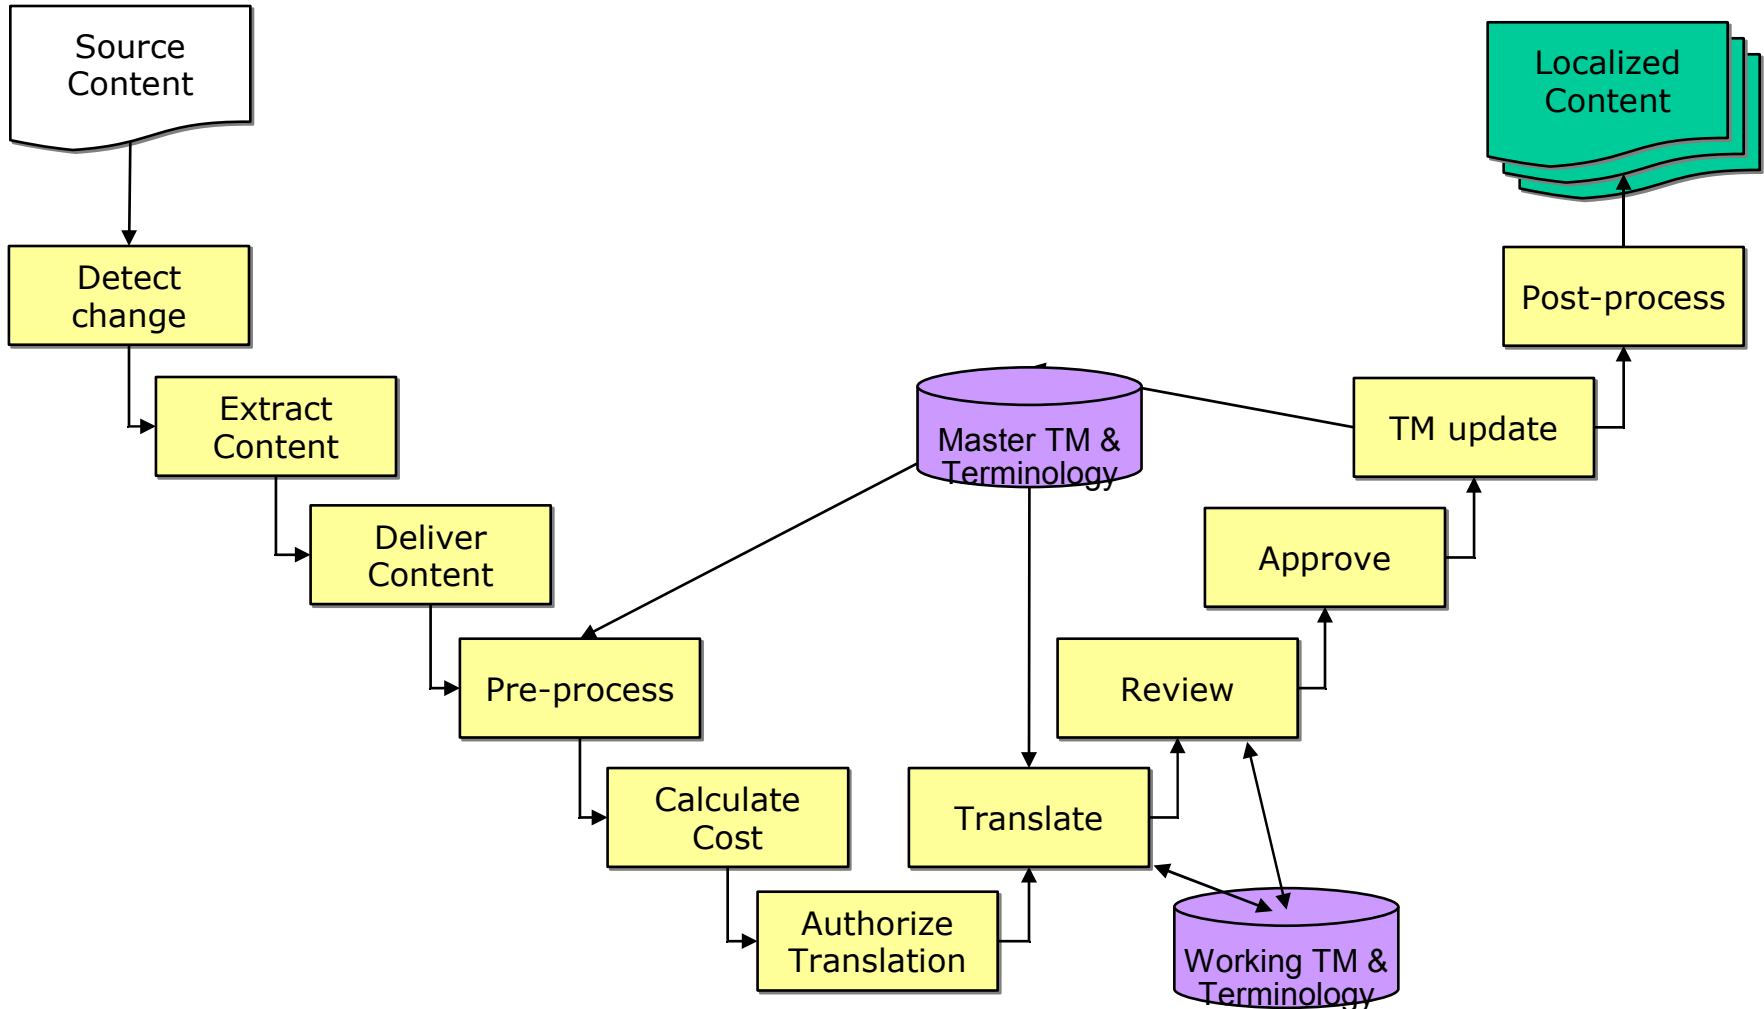 Source
Content
Localized
Content
Detect
change
Post-process
Extract
Content
Master TM &
Terminology
TM update
Deliver
Content
Approve
Pre-process
Review
Calculate
Cost
Translate
Authorize
Translation
Working TM &
Terminology